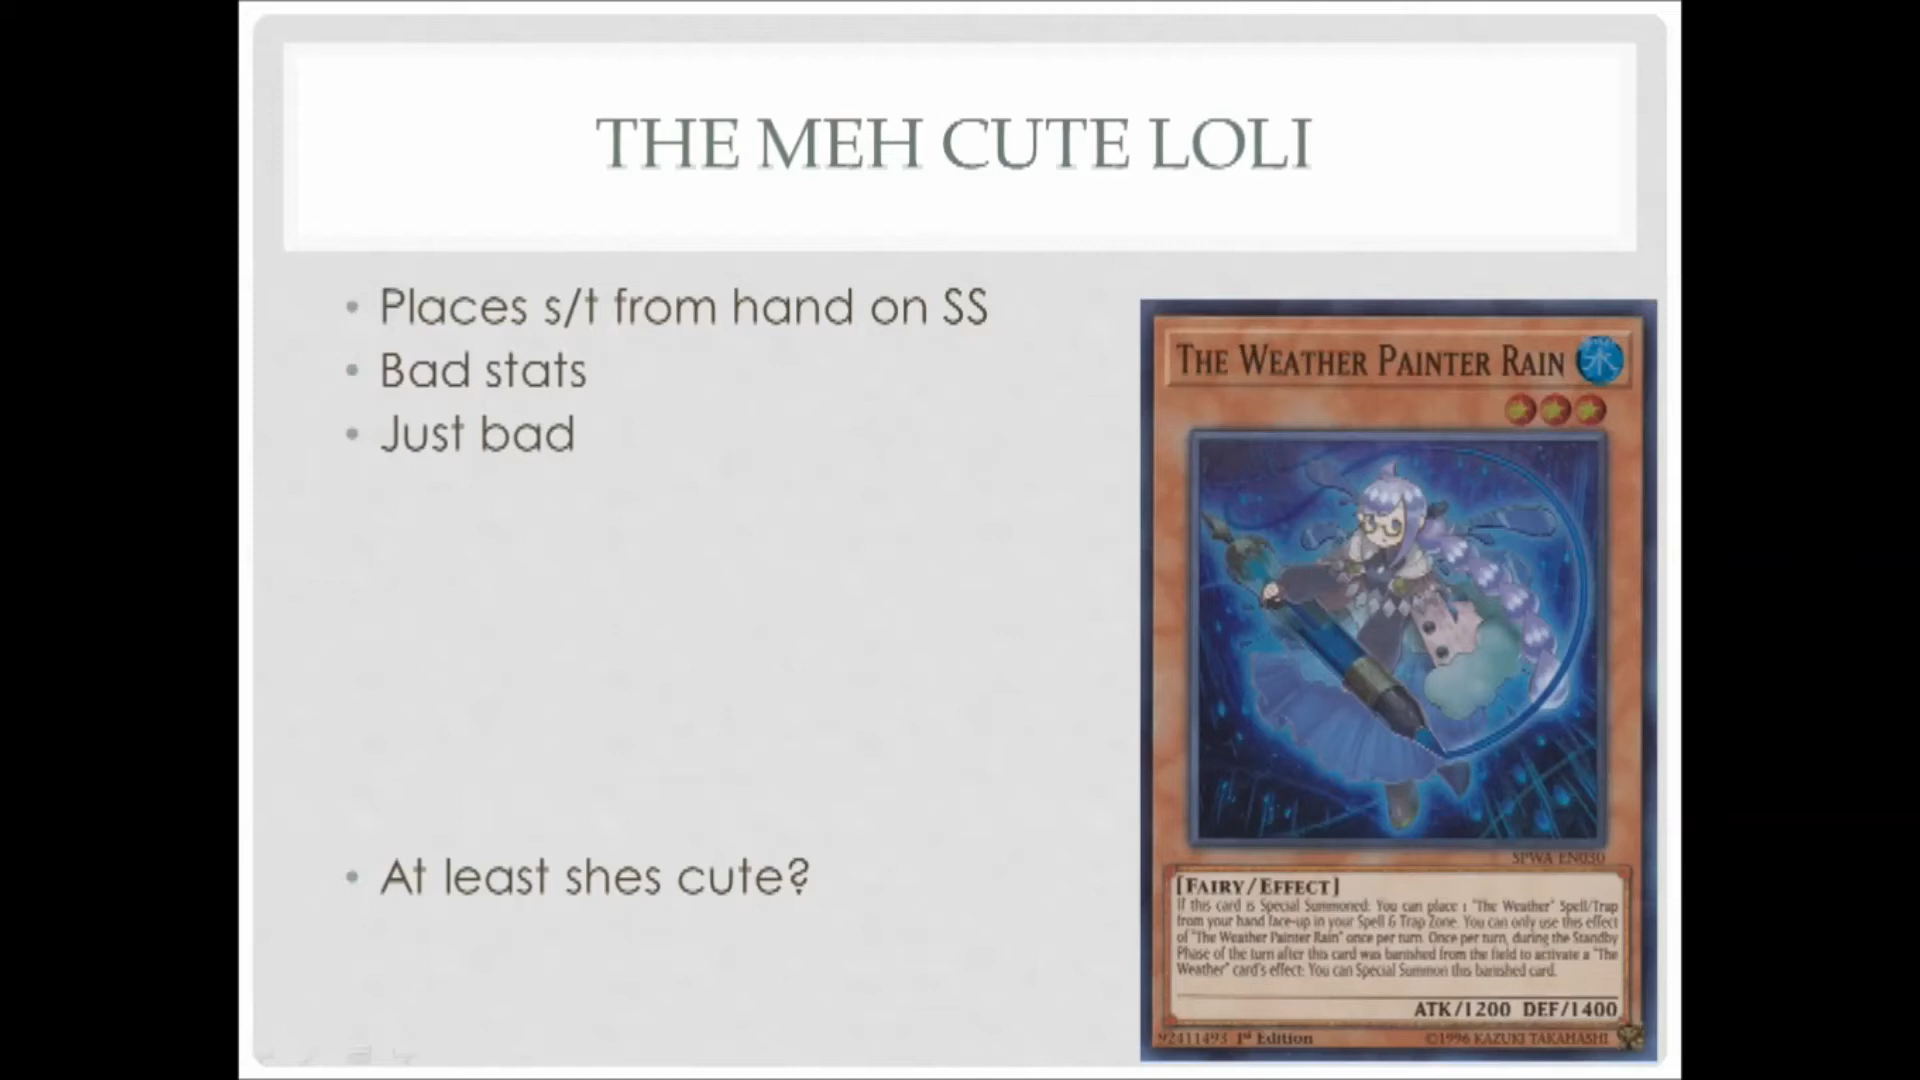 THE MEH CUTE LOLI
Places s/t from hand on SS
Bad stats
Just bad
At least shes cute?
THE WEATHER PAINTER RAIN
水
SPWA EN030
[FAIRY/EFFECT]
If this card is Special Summoned: You can place 1 "The Weather" Spell/Trap
from your hand face-up in your Spell & Trap Zone. You can only use this effect
of "The Weather Painter Rain" once per turn. Once per turn, during the Standby
Phase of the turn after this card was banished from the field to activate a "The
Weather" card's effect: You can Special Summon this banished card.
ATK/1200 DEF/1400
92411493 1st Edition
©1996 KAZUKI TAKAHASHI